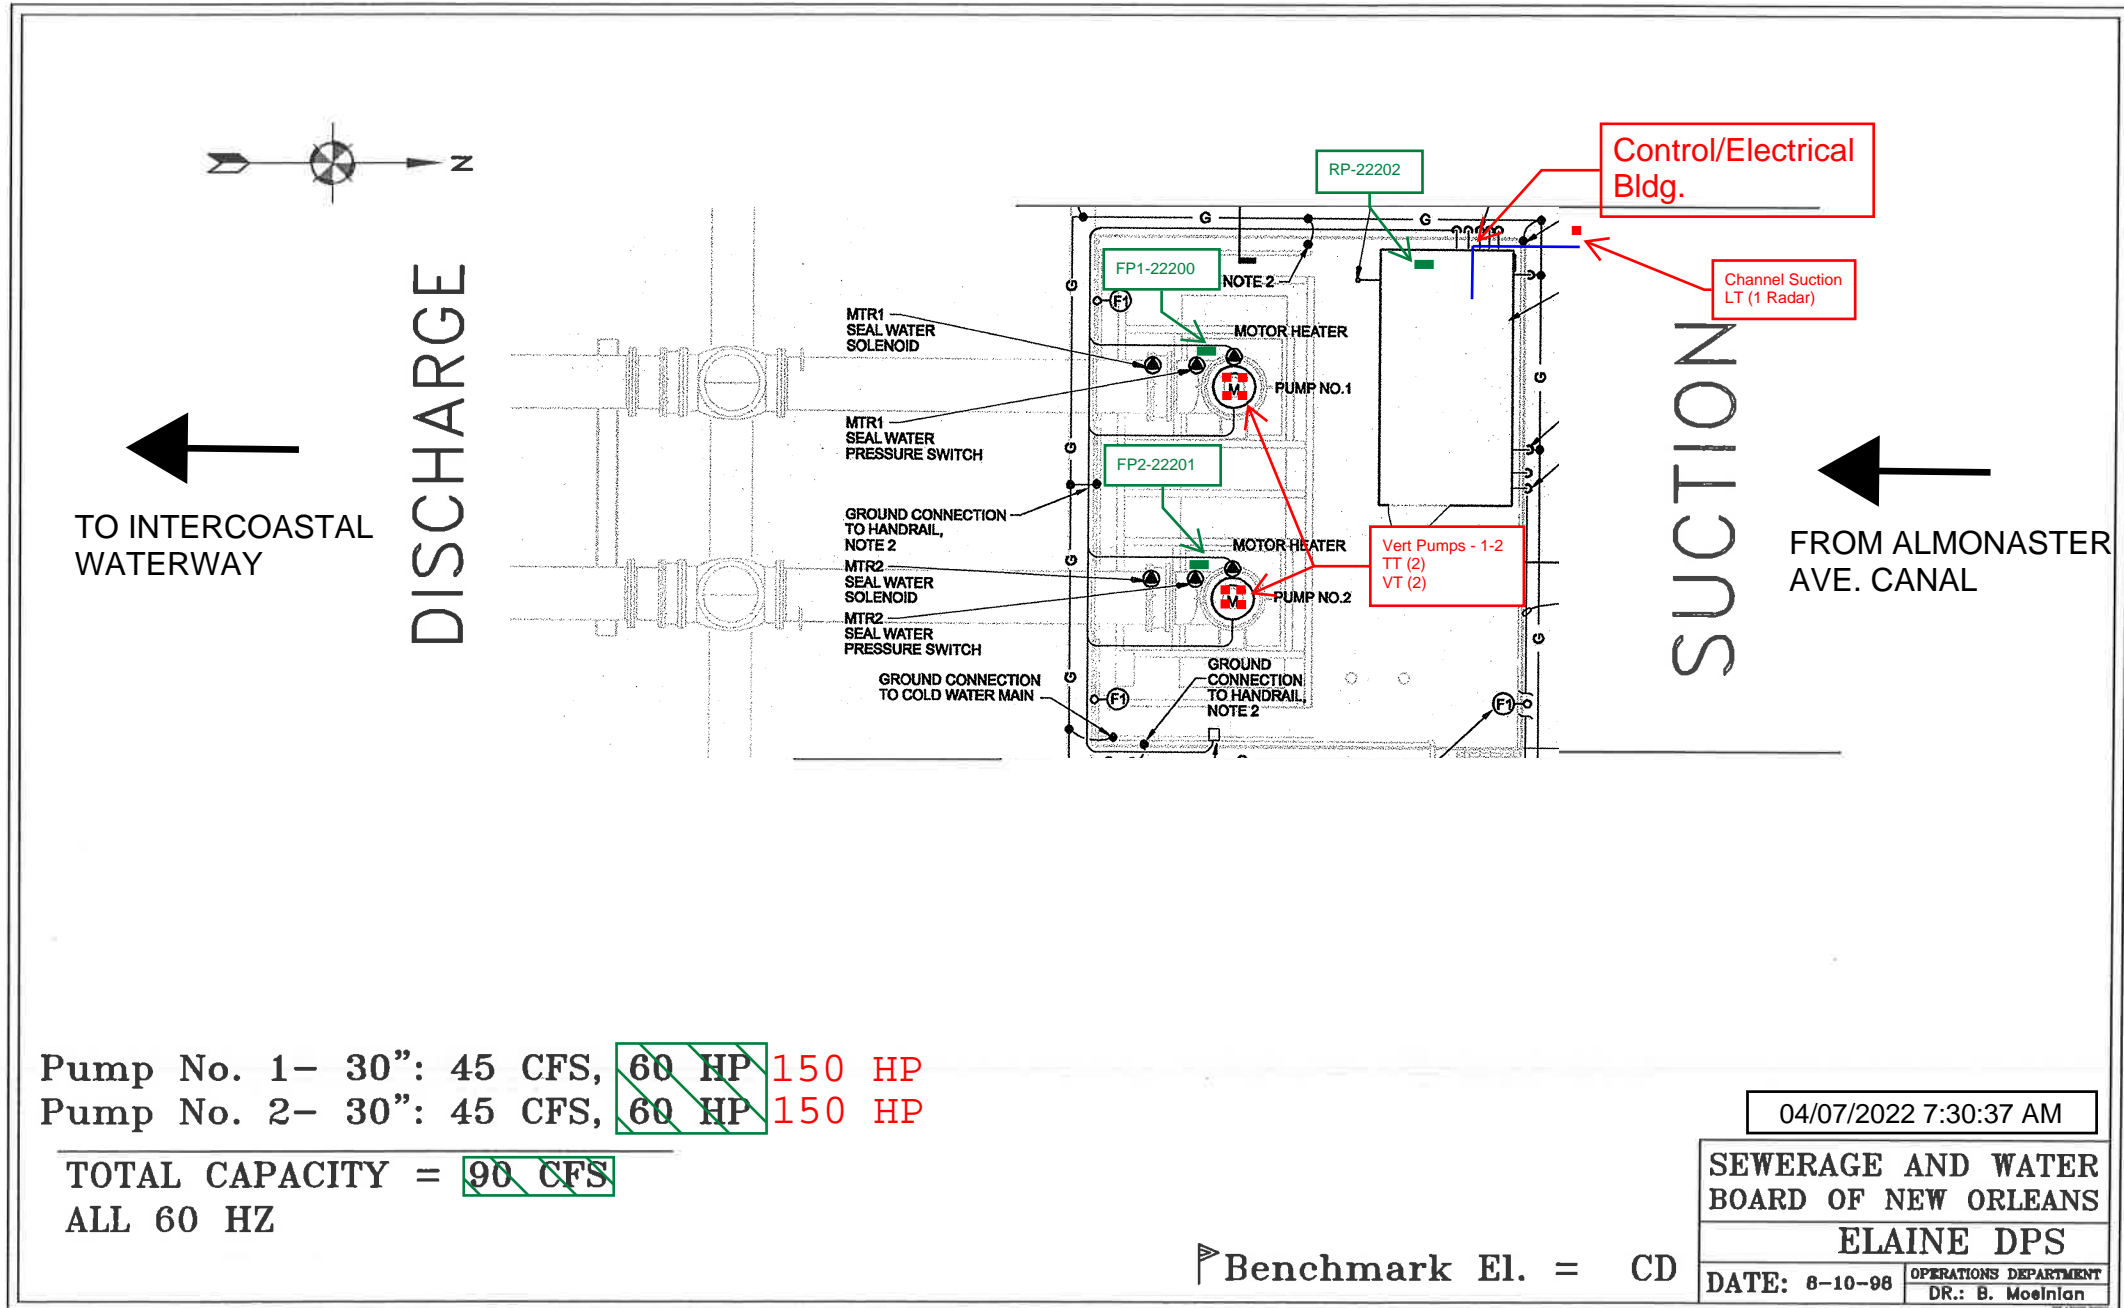 N
RP-22202
Control/Electrical
Bldg.
G
G
FP1-22200
NOTE 2
Channel Suction
LT (1 Radar)
G
F1
MTR1
SEAL WATER
SOLENOID
MOTOR HEATER
DISCHARGE
SUCTION
M
PUMP NO.1
G
MTR1
SEAL WATER
PRESSURE SWITCH
G
FP2-22201
TO INTERCOASTAL
WATERWAY
FROM ALMONASTER
AVE. CANAL
GROUND CONNECTION
TO HANDRAIL,
NOTE 2
MOTOR HEATER
Vert Pumps - 1-2
TT (2)
VT (2)
G
MTR2
SEAL WATER
SOLENOID
M
PUMP NO.2
MTR2
SEAL WATER
PRESSURE SWITCH
G
G
GROUND CONNECTION
TO COLD WATER MAIN
GROUND
CONNECTION
TO HANDRAIL,
NOTE 2
F1
F1
Pump No. 1- 30": 45 CFS, 60 HP 150 HP
Pump No. 2- 30": 45 CFS, 60 HP 150 HP
TOTAL CAPACITY = 90 CFS
ALL 60 HZ
Benchmark El. = CD
04/07/2022 7:30:37 AM
SEWERAGE AND WATER
BOARD OF NEW ORLEANS
ELAINE DPS
DATE: 8-10-98
OPERATIONS DEPARTMENT
DR.: B. Moeinian